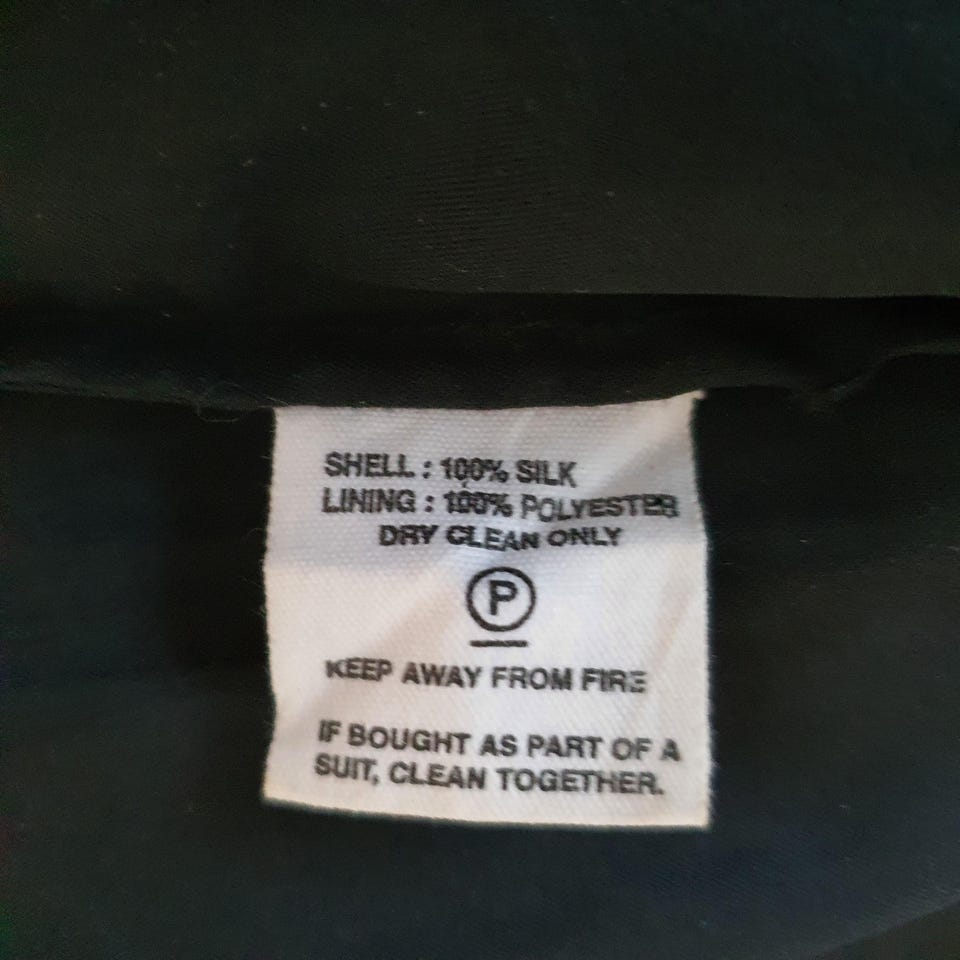 SHELL : 100% SILK
LINING : 100% POLYESTER
DRY CLEAN ONLY
P
KEEP AWAY FROM FIRE
IF BOUGHT AS PART OF A
SUIT, CLEAN TOGETHER.